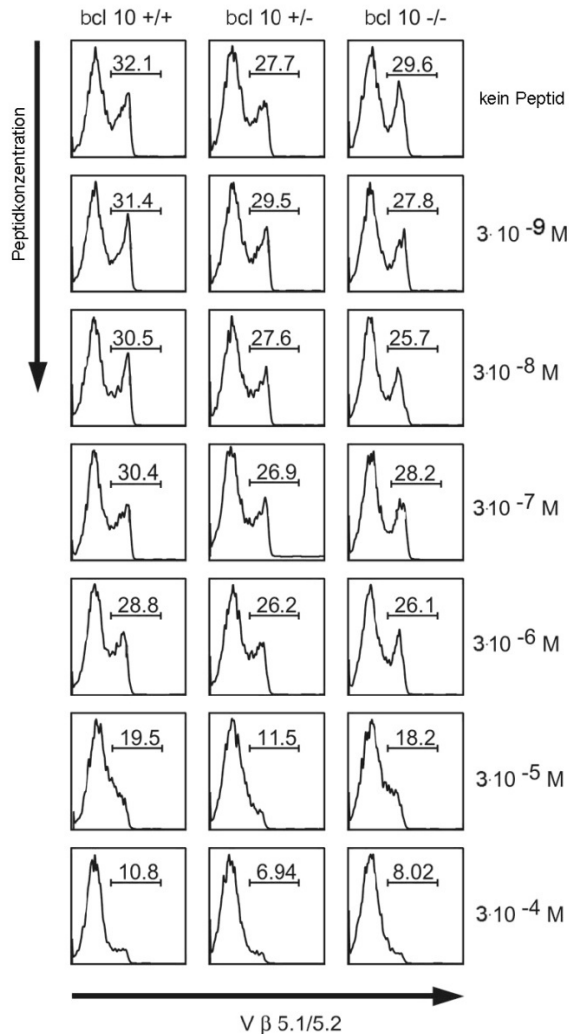 bcl 10 +/+ bcl 10 +/- bcl 10 -/-
Peptidkonzentration
32.1 27.7 29.6 kein Peptid
31.4 29.5 27.8 3·10 -9 M
30.5 27.6 25.7 3·10 -8 M
30.4 26.9 28.2 3·10 -7 M
28.8 26.2 26.1 3·10 -6 M
19.5 11.5 18.2 3·10 -5 M
10.8 6.94 8.02 3·10 -4 M
V β 5.1/5.2